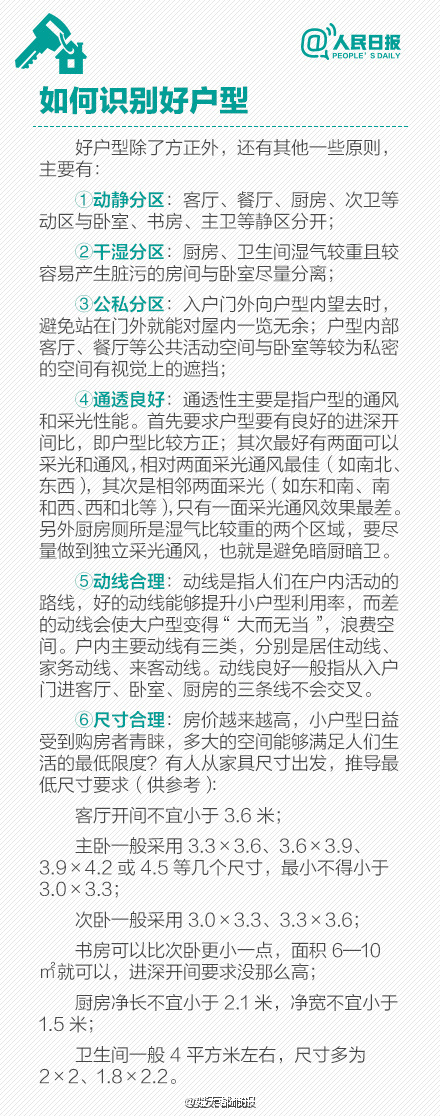 @人民日报
PEOPLE'S DAILY
如何识别好户型
好户型除了方正外，还有其他一些原则，
主要有：
①动静分区：客厅、餐厅、厨房、次卫等
动区与卧室、书房、主卫等静区分开；
②干湿分区：厨房、卫生间湿气较重且较
容易产生脏污的房间与卧室尽量分离；
③公私分区：入户门外向户型内望去时，
避免站在门外就能对屋内一览无余；户型内部
客厅、餐厅等公共活动空间与卧室等较为私密
的空间有视觉上的遮挡；
④通透良好：通透性主要是指户型的通风
和采光性能。首先要求户型要有良好的进深开
间比，即户型比较方正；其次最好有两面可以
采光和通风，相对两面采光通风最佳（如南北、
东西），其次是相邻两面采光（如东和南、南
和西、西和北等），只有一面采光通风效果最差。
另外厨房厕所是湿气比较重的两个区域，要尽
量做到独立采光通风，也就是避免暗厨暗卫。
⑤动线合理：动线是指人们在户内活动的
路线，好的动线能够提升小户型利用率，而差
的动线会使大户型变得“大而无当”，浪费空
间。户内主要动线有三类，分别是居住动线、
家务动线、来客动线。动线良好一般指从入户
门进客厅、卧室、厨房的三条线不会交叉。
⑥尺寸合理：房价越来越高，小户型日益
受到购房者青睐，多大的空间能够满足人们生
活的最低限度？有人从家具尺寸出发，推导最
低尺寸要求（供参考）：
客厅开间不宜小于 3.6 米；
主卧一般采用 3.3×3.6、3.6×3.9、
3.9×4.2 或 4.5 等几个尺寸，最小不得小于
3.0×3.3；
次卧一般采用 3.0×3.3、3.3×3.6；
书房可以比次卧更小一点，面积 6—10
㎡就可以，进深开间要求没那么高；
厨房净长不宜小于 2.1 米，净宽不宜小于
1.5 米；
卫生间一般 4 平方米左右，尺寸多为
2×2、1.8×2.2。